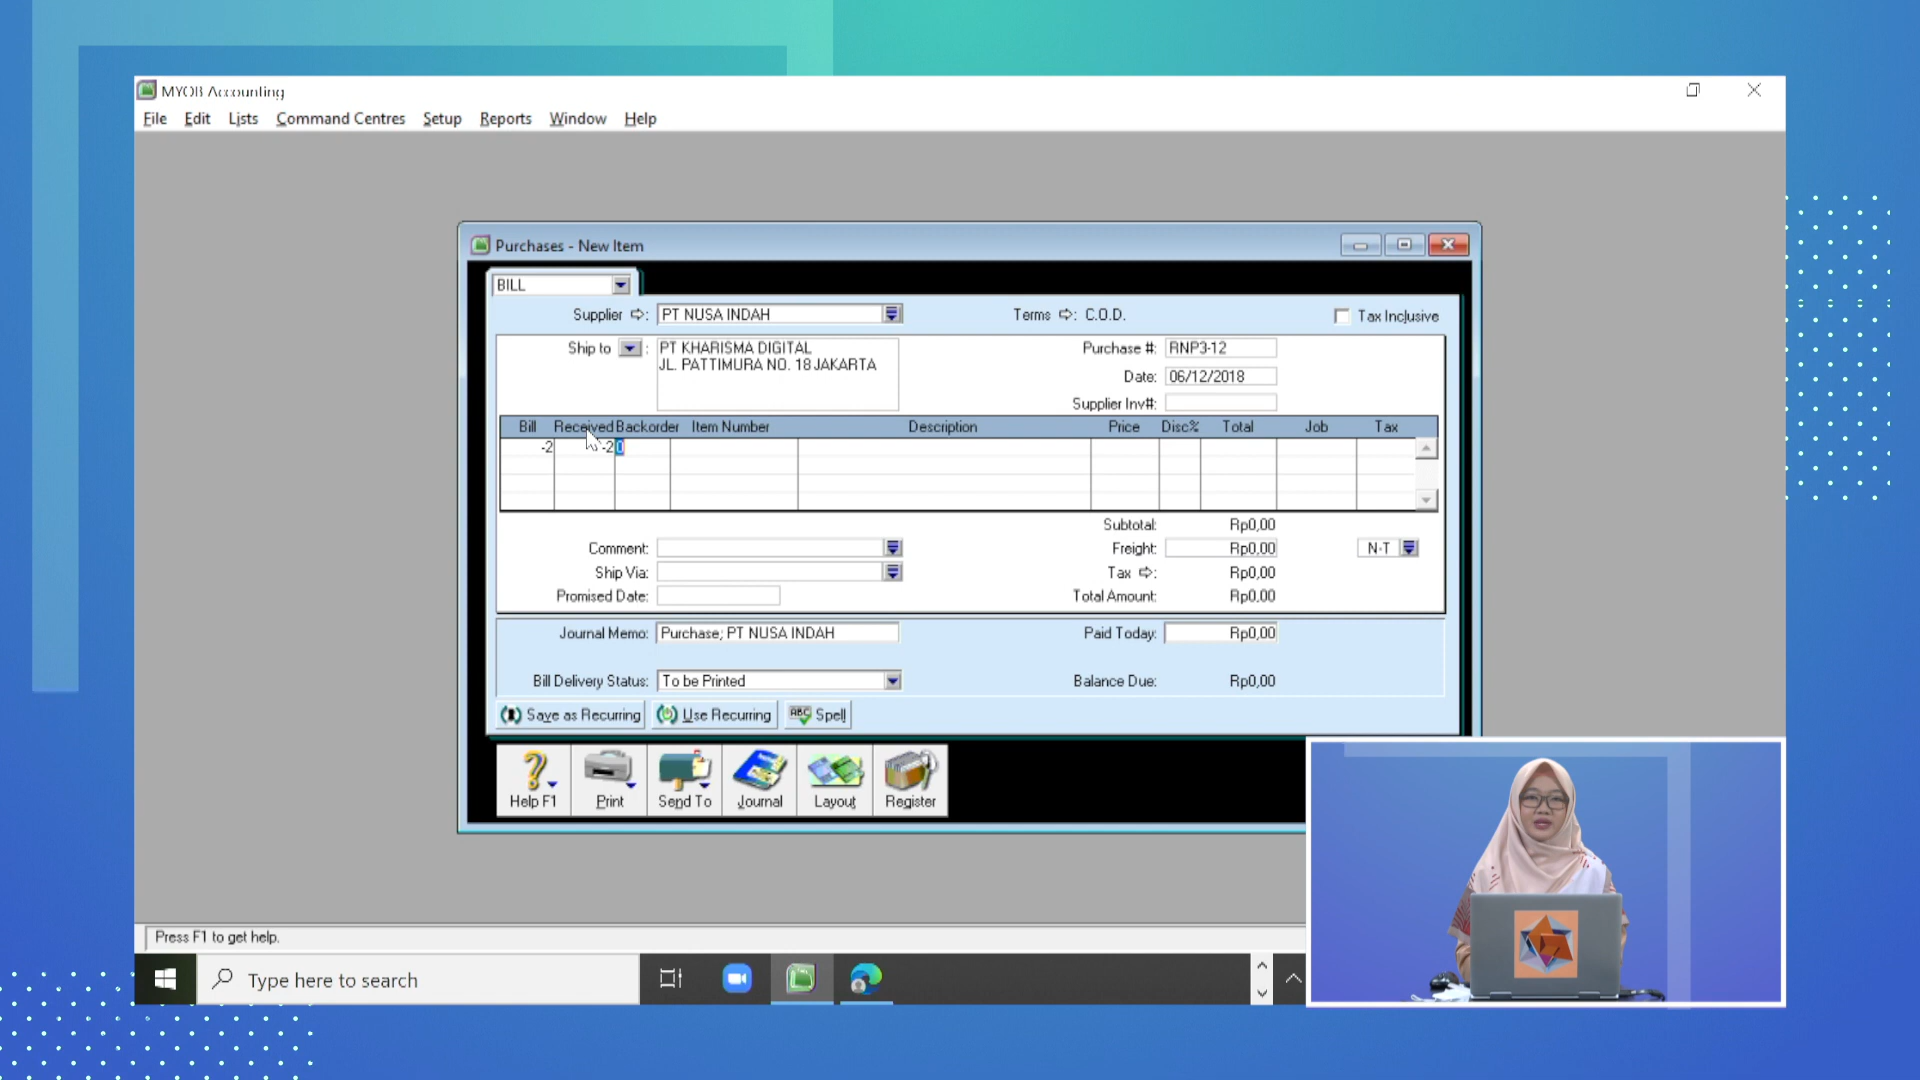 MYOB Accounting
File Edit Lists Command Centres Setup Reports Window Help
Purchases - New Item
BILL
Supplier : PT NUSA INDAH
Terms : C.O.D.
Tax Inclusive
Ship to : PT KHARISMA DIGITAL
JL. PATTIMURA NO. 18 JAKARTA
Purchase #: RNP3-12
Date: 06/12/2018
Supplier Inv#:
Bill Received Backorder Item Number Description Price Disc% Total Job Tax
-2 -2 0
Subtotal: Rp0,00
Comment:
Freight: Rp0,00 N-T
Ship Via:
Tax : Rp0,00
Promised Date:
Total Amount: Rp0,00
Journal Memo: Purchase; PT NUSA INDAH
Paid Today: Rp0,00
Bill Delivery Status: To be Printed
Balance Due: Rp0,00
Save as Recurring Use Recurring ABC Spell
Help F1 Print Send To Journal Layout Register
Press F1 to get help.
Type here to search